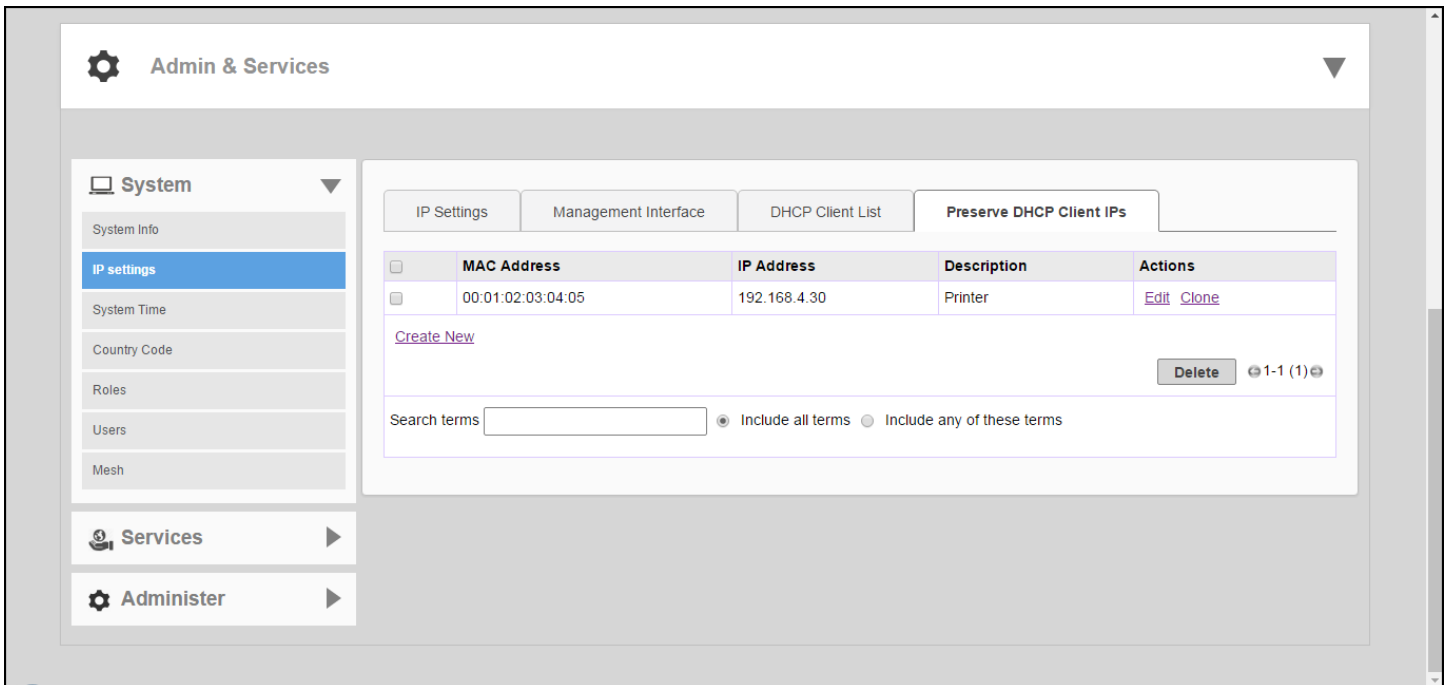 Admin & Services
System
System Info
IP settings
System Time
Country Code
Roles
Users
Mesh
Services
Administer
IP Settings Management Interface DHCP Client List Preserve DHCP Client IPs
MAC Address IP Address Description Actions
00:01:02:03:04:05 192.168.4.30 Printer Edit Clone
Create New
Delete 1-1 (1)
Search terms Include all terms Include any of these terms